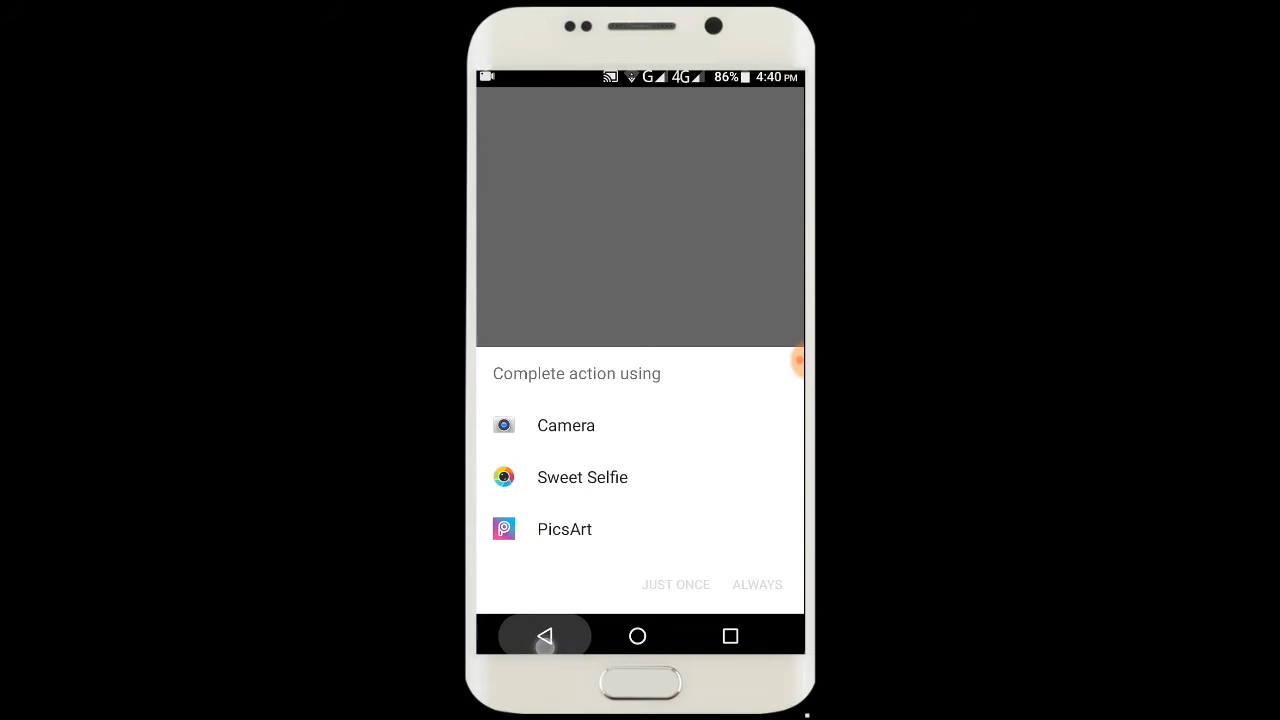 G 4G 86% 4:40 PM
Complete action using
Camera
Sweet Selfie
PicsArt
JUST ONCE ALWAYS